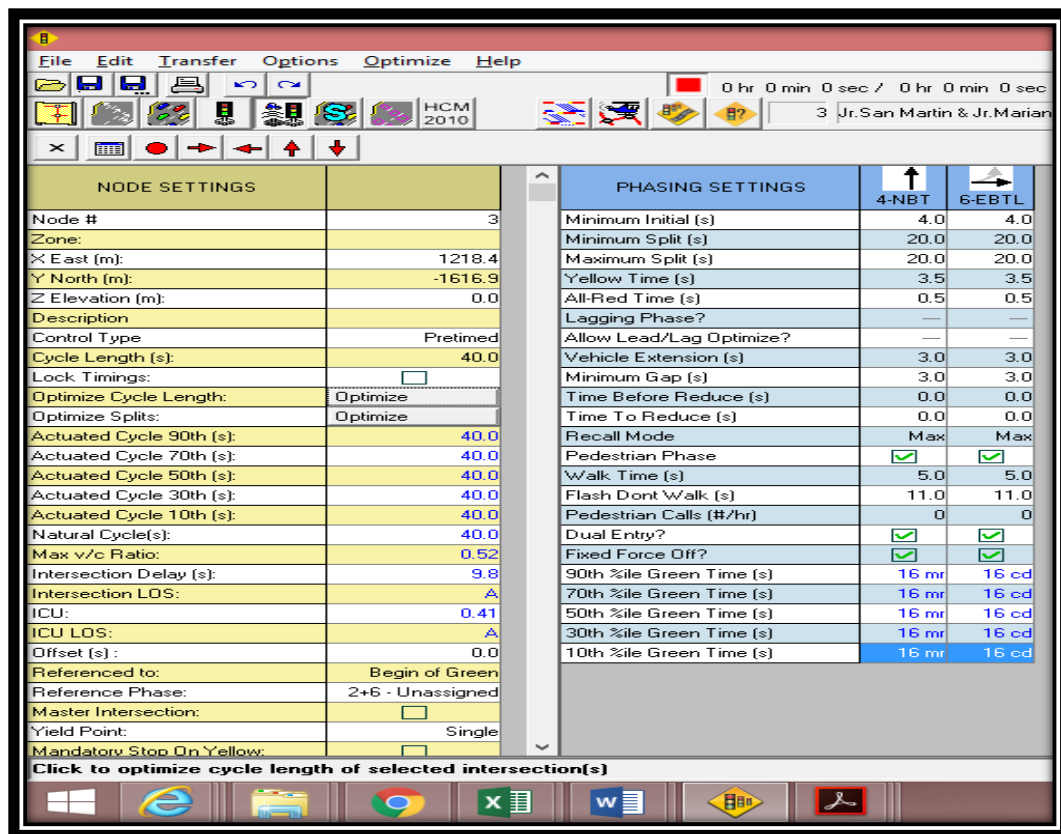 File Edit Transfer Options Optimize Help
0 hr 0 min 0 sec / 0 hr 0 min 0 sec
HCM 2010
3 Jr.San Martin & Jr.Marian
NODE SETTINGS
Node # 3
Zone:
X East (m): 1218.4
Y North (m): -1616.9
Z Elevation (m): 0.0
Description
Control Type Pretimed
Cycle Length (s): 40.0
Lock Timings:
Optimize Cycle Length: Optimize
Optimize Splits: Optimize
Actuated Cycle 90th (s): 40.0
Actuated Cycle 70th (s): 40.0
Actuated Cycle 50th (s): 40.0
Actuated Cycle 30th (s): 40.0
Actuated Cycle 10th (s): 40.0
Natural Cycle(s): 40.0
Max v/c Ratio: 0.52
Intersection Delay (s): 9.8
Intersection LOS: A
ICU: 0.41
ICU LOS: A
Offset (s) : 0.0
Referenced to: Begin of Green
Reference Phase: 2+6 - Unassigned
Master Intersection:
Yield Point: Single
Mandatory Stop On Yellow:
PHASING SETTINGS 4-NBT 6-EBTL
Minimum Initial (s) 4.0 4.0
Minimum Split (s) 20.0 20.0
Maximum Split (s) 20.0 20.0
Yellow Time (s) 3.5 3.5
All-Red Time (s) 0.5 0.5
Lagging Phase? — —
Allow Lead/Lag Optimize? — —
Vehicle Extension (s) 3.0 3.0
Minimum Gap (s) 3.0 3.0
Time Before Reduce (s) 0.0 0.0
Time To Reduce (s) 0.0 0.0
Recall Mode Max Max
Pedestrian Phase
Walk Time (s) 5.0 5.0
Flash Dont Walk (s) 11.0 11.0
Pedestrian Calls (#/hr) 0 0
Dual Entry?
Fixed Force Off?
90th %ile Green Time (s) 16 mr 16 cd
70th %ile Green Time (s) 16 mr 16 cd
50th %ile Green Time (s) 16 mr 16 cd
30th %ile Green Time (s) 16 mr 16 cd
10th %ile Green Time (s) 16 mr 16 cd
Click to optimize cycle length of selected intersection(s)